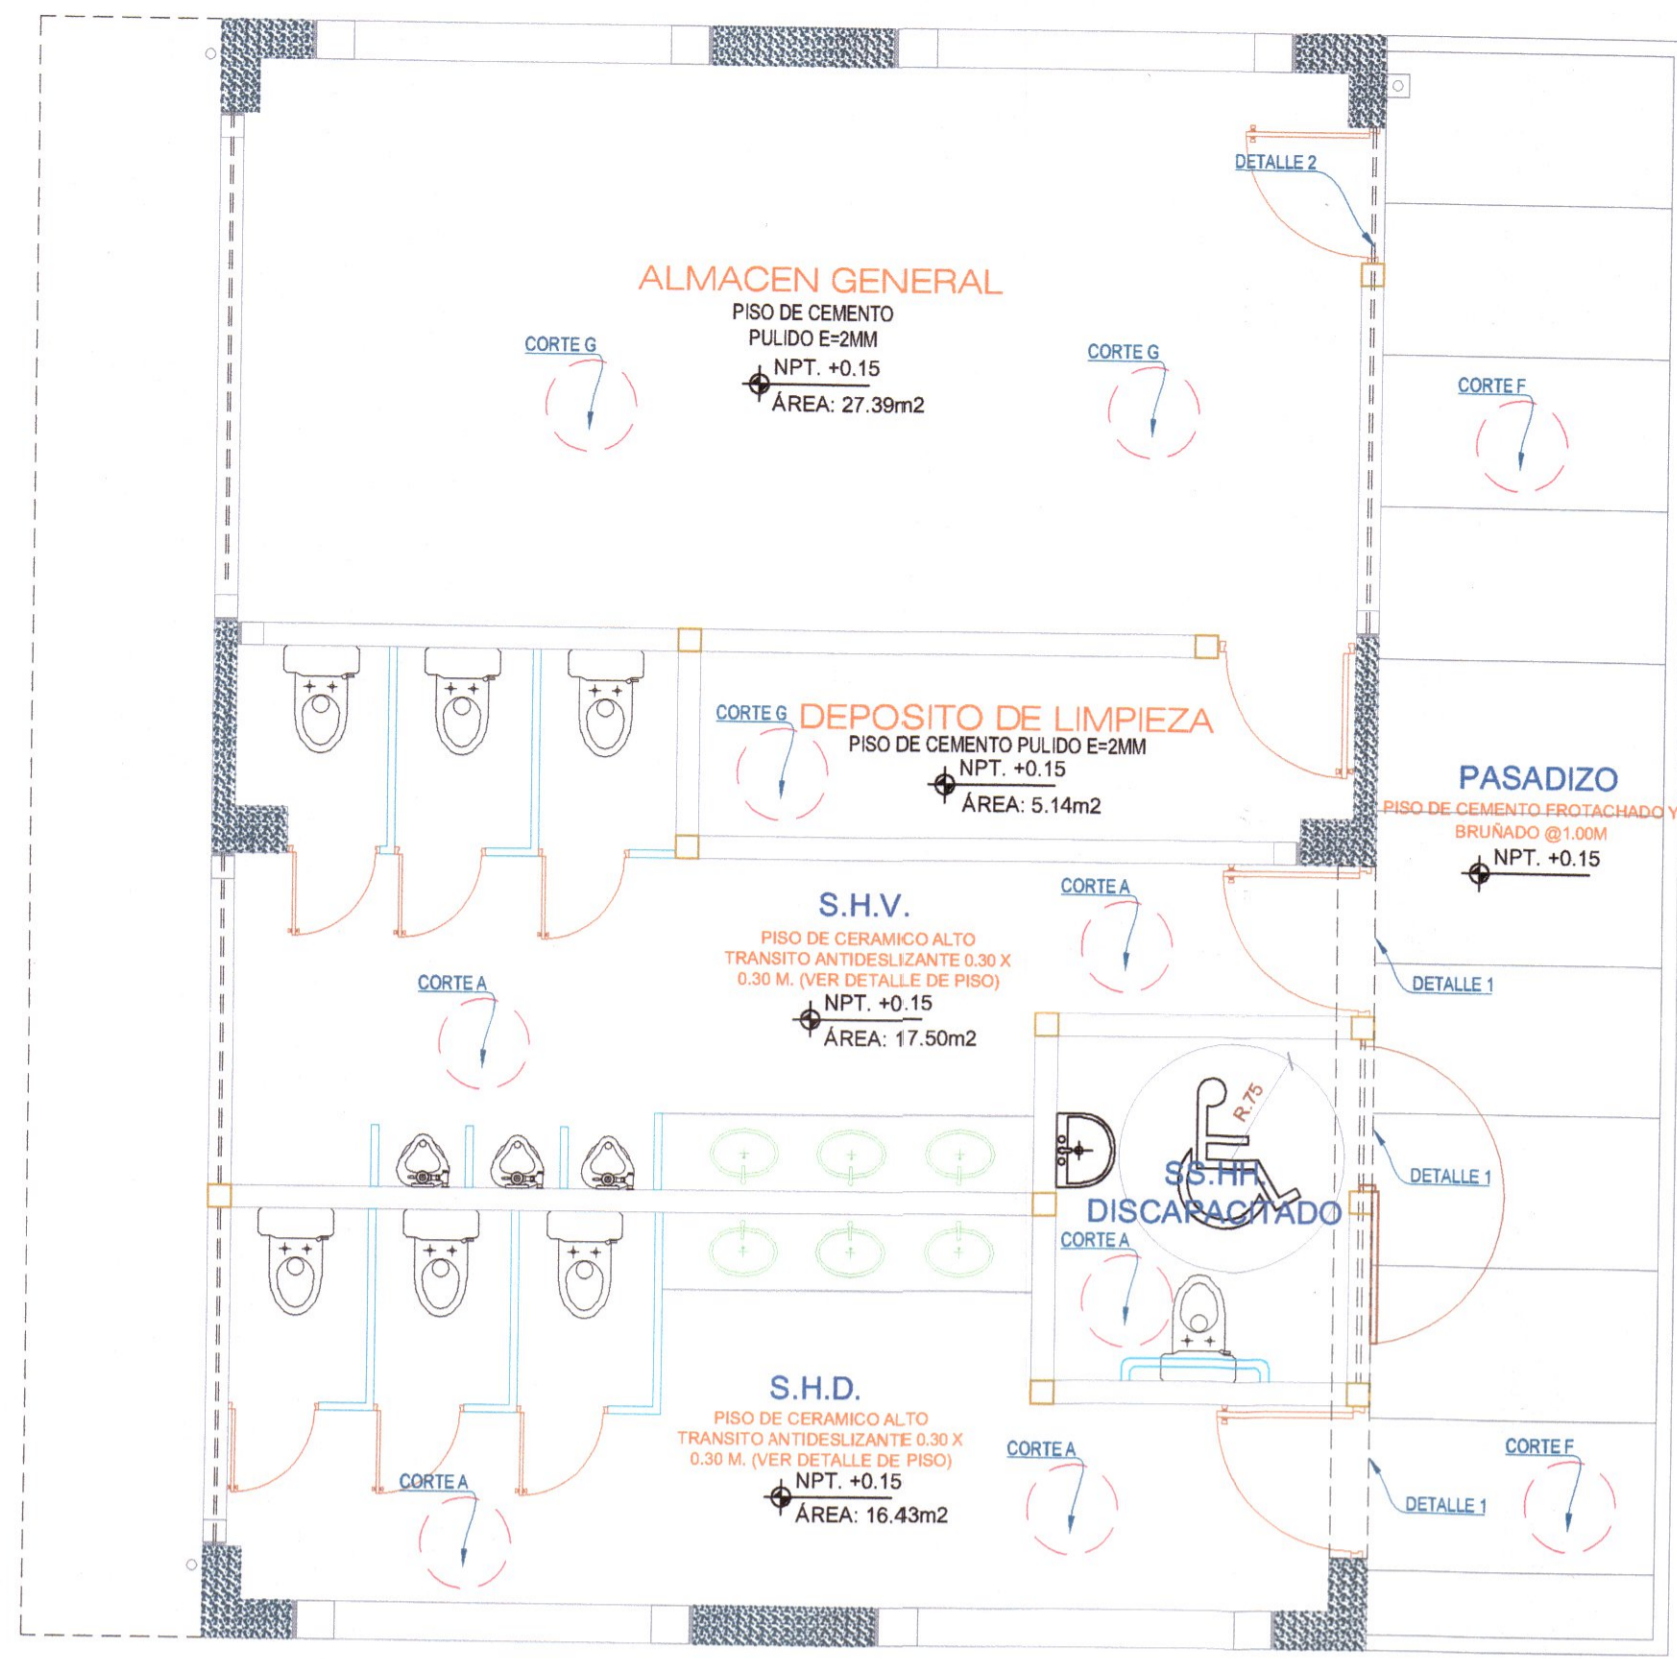 DETALLE 2
ALMACEN GENERAL
PISO DE CEMENTO
PULIDO E=2MM
NPT. +0.15
ÁREA: 27.39m2
CORTE G
CORTE G
CORTE F
CORTE G
DEPOSITO DE LIMPIEZA
PISO DE CEMENTO PULIDO E=2MM
NPT. +0.15
ÁREA: 5.14m2
PASADIZO
PISO DE CEMENTO FROTACHADO Y
BRUÑADO @1.00M
NPT. +0.15
S.H.V.
PISO DE CERAMICO ALTO
TRANSITO ANTIDESLIZANTE 0.30 X
0.30 M. (VER DETALLE DE PISO)
NPT. +0.15
ÁREA: 17.50m2
CORTE A
CORTE A
DETALLE 1
R.75
SS.HH.
DISCAPACITADO
DETALLE 1
CORTE A
S.H.D.
PISO DE CERAMICO ALTO
TRANSITO ANTIDESLIZANTE 0.30 X
0.30 M. (VER DETALLE DE PISO)
NPT. +0.15
ÁREA: 16.43m2
CORTE A
CORTE A
CORTE F
DETALLE 1